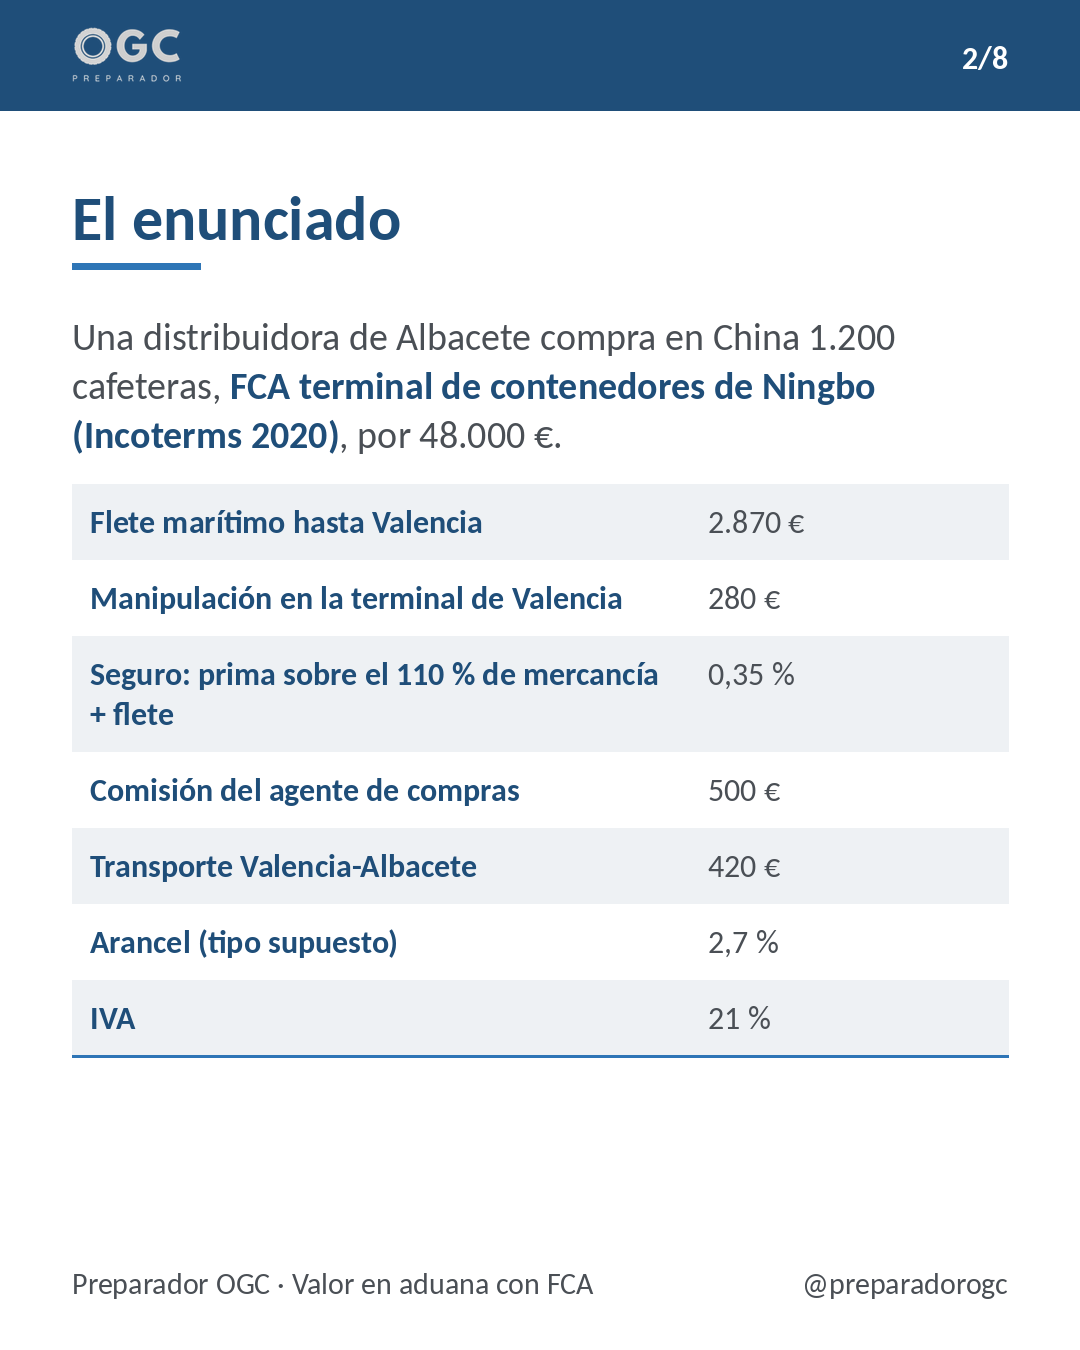 OGC
PREPARADOR
2/8
El enunciado
Una distribuidora de Albacete compra en China 1.200
cafeteras, FCA terminal de contenedores de Ningbo
(Incoterms 2020), por 48.000 €.
Flete marítimo hasta Valencia 2.870 €
Manipulación en la terminal de Valencia 280 €
Seguro: prima sobre el 110 % de mercancía 0,35 %
+ flete
Comisión del agente de compras 500 €
Transporte Valencia-Albacete 420 €
Arancel (tipo supuesto) 2,7 %
IVA 21 %
Preparador OGC · Valor en aduana con FCA
@preparadorogc